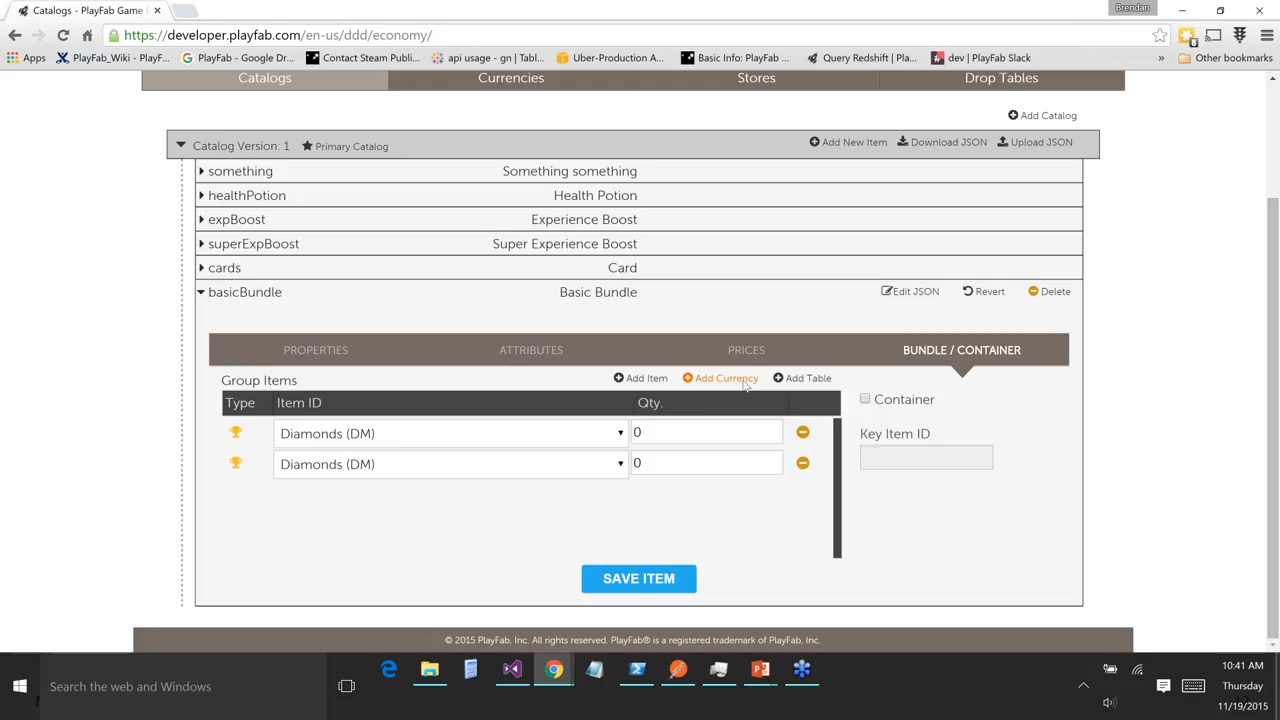 Brendan
Catalogs - PlayFab Game
https://developer.playfab.com/en-us/ddd/economy/
Apps PlayFab_Wiki - PlayF... PlayFab - Google Dr... Contact Steam Publi... api usage - gn | Tabl... Uber-Production A... Basic Info: PlayFab ... Query Redshift | Pla... dev | PlayFab Slack » Other bookmarks
Catalogs Currencies Stores Drop Tables
Add Catalog
Catalog Version: 1 Primary Catalog Add New Item Download JSON Upload JSON
something Something something
healthPotion Health Potion
expBoost Experience Boost
superExpBoost Super Experience Boost
cards Card
basicBundle Basic Bundle Edit JSON Revert Delete
PROPERTIES ATTRIBUTES PRICES BUNDLE / CONTAINER
Group Items Add Item Add Currency Add Table
Type Item ID Qty. Container
Diamonds (DM) 0 Key Item ID
Diamonds (DM) 0
SAVE ITEM
© 2015 PlayFab, Inc. All rights reserved. PlayFab® is a registered trademark of PlayFab, Inc.
Search the web and Windows
10:41 AM
Thursday
11/19/2015